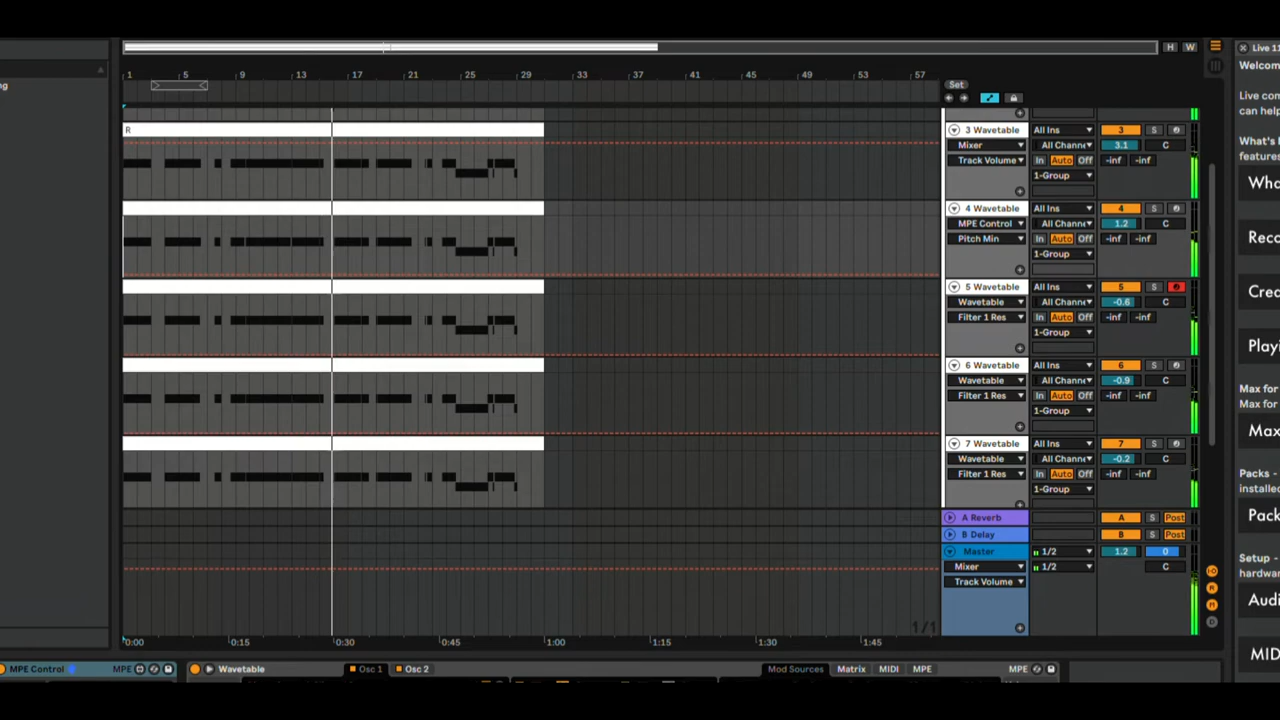 H W
1 5 9 13 17 21 25 29 33 37 41 45 49 53 57
Set
R
3 Wavetable All Ins 3 S
Mixer All Channe 3.1 C
Track Volume In Auto Off -inf -inf
1-Group
4 Wavetable All Ins 4 S
MPE Control All Channe 1.2 C
Pitch Min In Auto Off -inf -inf
1-Group
5 Wavetable All Ins 5 S
Wavetable All Channe -0.6 C
Filter 1 Res In Auto Off -inf -inf
1-Group
6 Wavetable All Ins 6 S
Wavetable All Channe -0.9 C
Filter 1 Res In Auto Off -inf -inf
1-Group
7 Wavetable All Ins 7 S
Wavetable All Channe -0.2 C
Filter 1 Res In Auto Off -inf -inf
1-Group
A Reverb A S Post
B Delay B S Post
Master 1/2 1.2 0
Mixer 1/2 C
Track Volume
1/1
0:00 0:15 0:30 0:45 1:00 1:15 1:30 1:45
MPE Control MPE Wavetable Osc 1 Osc 2 Mod Sources Matrix MIDI MPE MPE
Live 11
Welcom
Live com
can help
What's
features
Wha
Reco
Crea
Playi
Max for
Max for
Max
Packs -
installed
Pack
Setup -
hardwar
Audi
MIDI